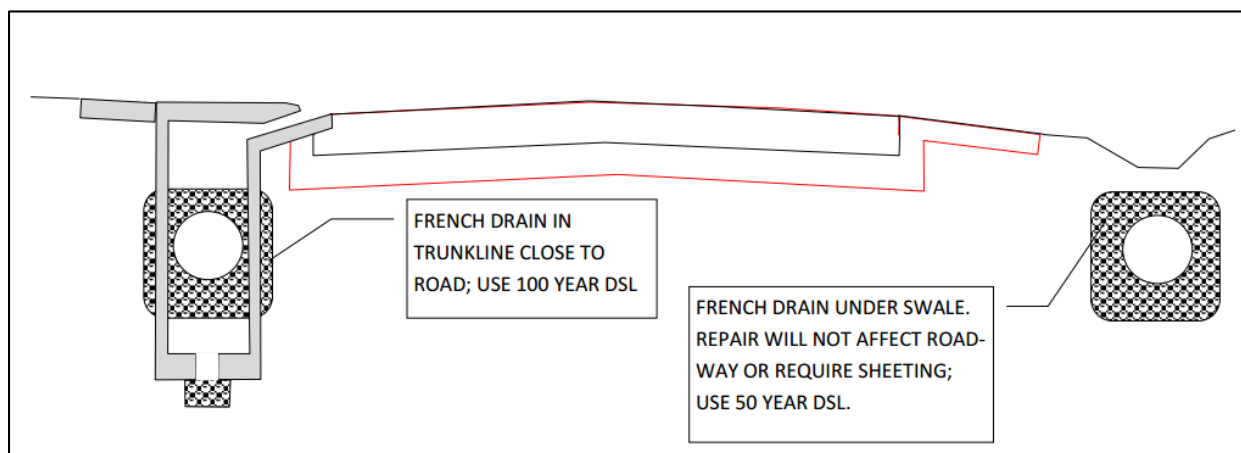 FRENCH DRAIN IN
TRUNKLINE CLOSE TO
ROAD; USE 100 YEAR DSL
FRENCH DRAIN UNDER SWALE.
REPAIR WILL NOT AFFECT ROAD-
WAY OR REQUIRE SHEETING;
USE 50 YEAR DSL.